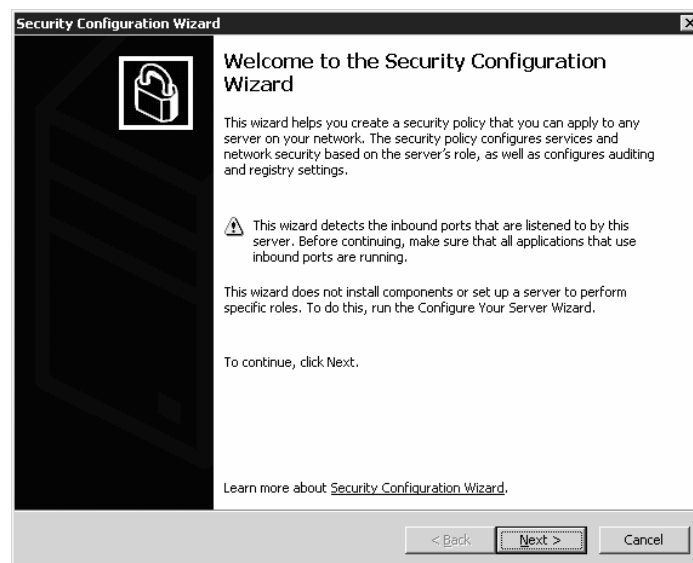 Security Configuration Wizard
Welcome to the Security Configuration
Wizard
This wizard helps you create a security policy that you can apply to any
server on your network. The security policy configures services and
network security based on the server's role, as well as configures auditing
and registry settings.
This wizard detects the inbound ports that are listened to by this
server. Before continuing, make sure that all applications that use
inbound ports are running.
This wizard does not install components or set up a server to perform
specific roles. To do this, run the Configure Your Server Wizard.
To continue, click Next.
Learn more about Security Configuration Wizard.
< Back Next > Cancel